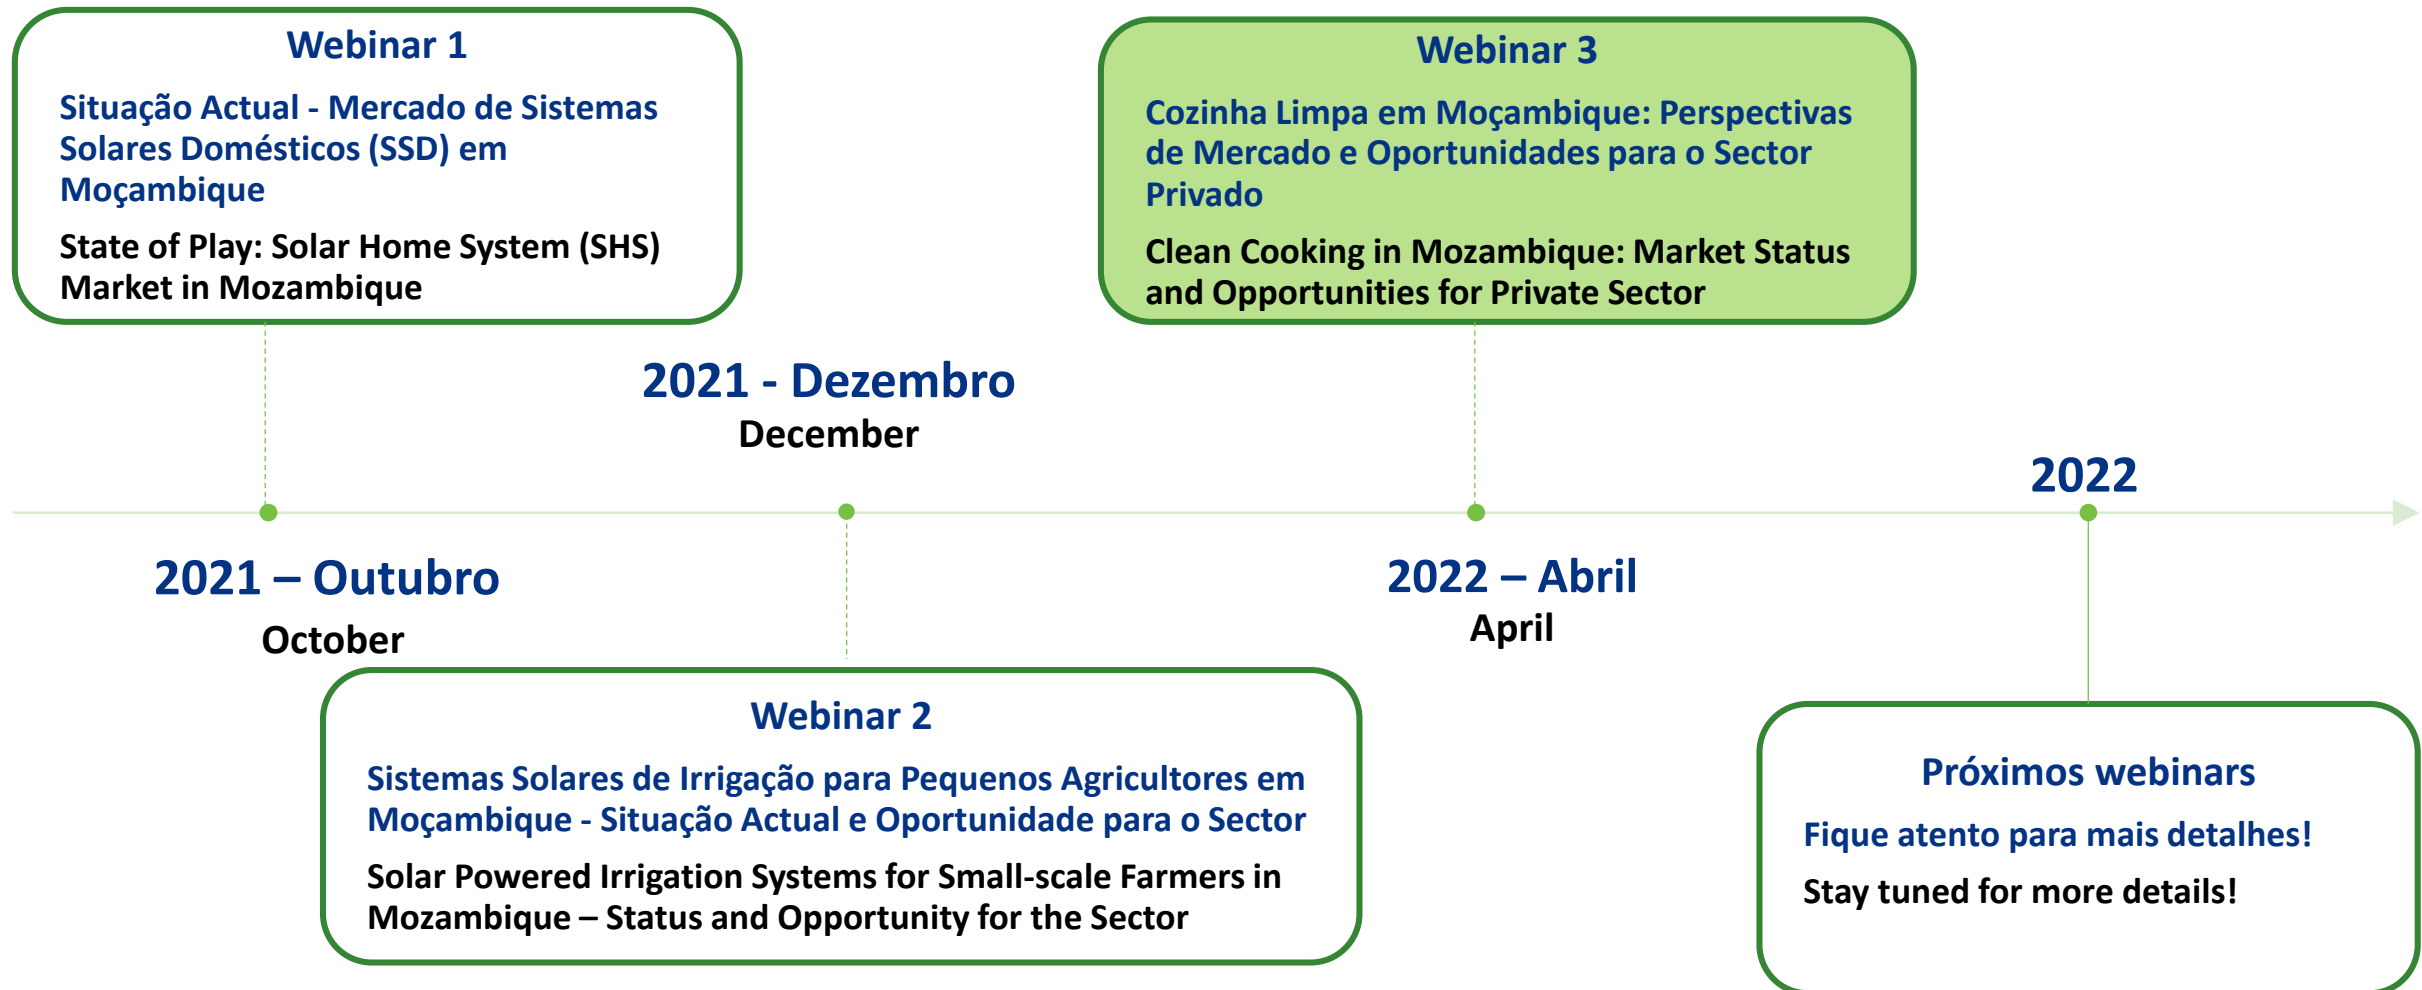 Webinar 1
Situação Actual - Mercado de Sistemas
Solares Domésticos (SSD) em
Moçambique
State of Play: Solar Home System (SHS)
Market in Mozambique
Webinar 3
Cozinha Limpa em Moçambique: Perspectivas
de Mercado e Oportunidades para o Sector
Privado
Clean Cooking in Mozambique: Market Status
and Opportunities for Private Sector
2021 - Dezembro
December
2022
2021 – Outubro
October
2022 – Abril
April
Webinar 2
Sistemas Solares de Irrigação para Pequenos Agricultores em
Moçambique - Situação Actual e Oportunidade para o Sector
Solar Powered Irrigation Systems for Small-scale Farmers in
Mozambique – Status and Opportunity for the Sector
Próximos webinars
Fique atento para mais detalhes!
Stay tuned for more details!